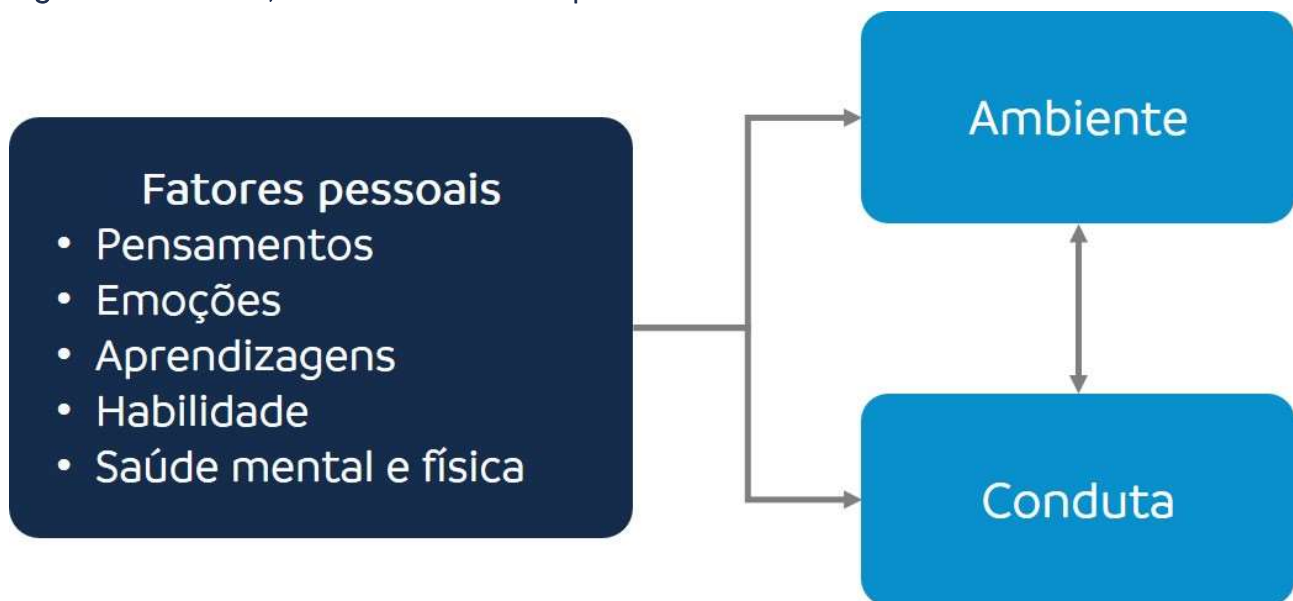 Fatores pessoais
• Pensamentos
• Emoções
• Aprendizagens
• Habilidade
• Saúde mental e física
Ambiente
Conduta